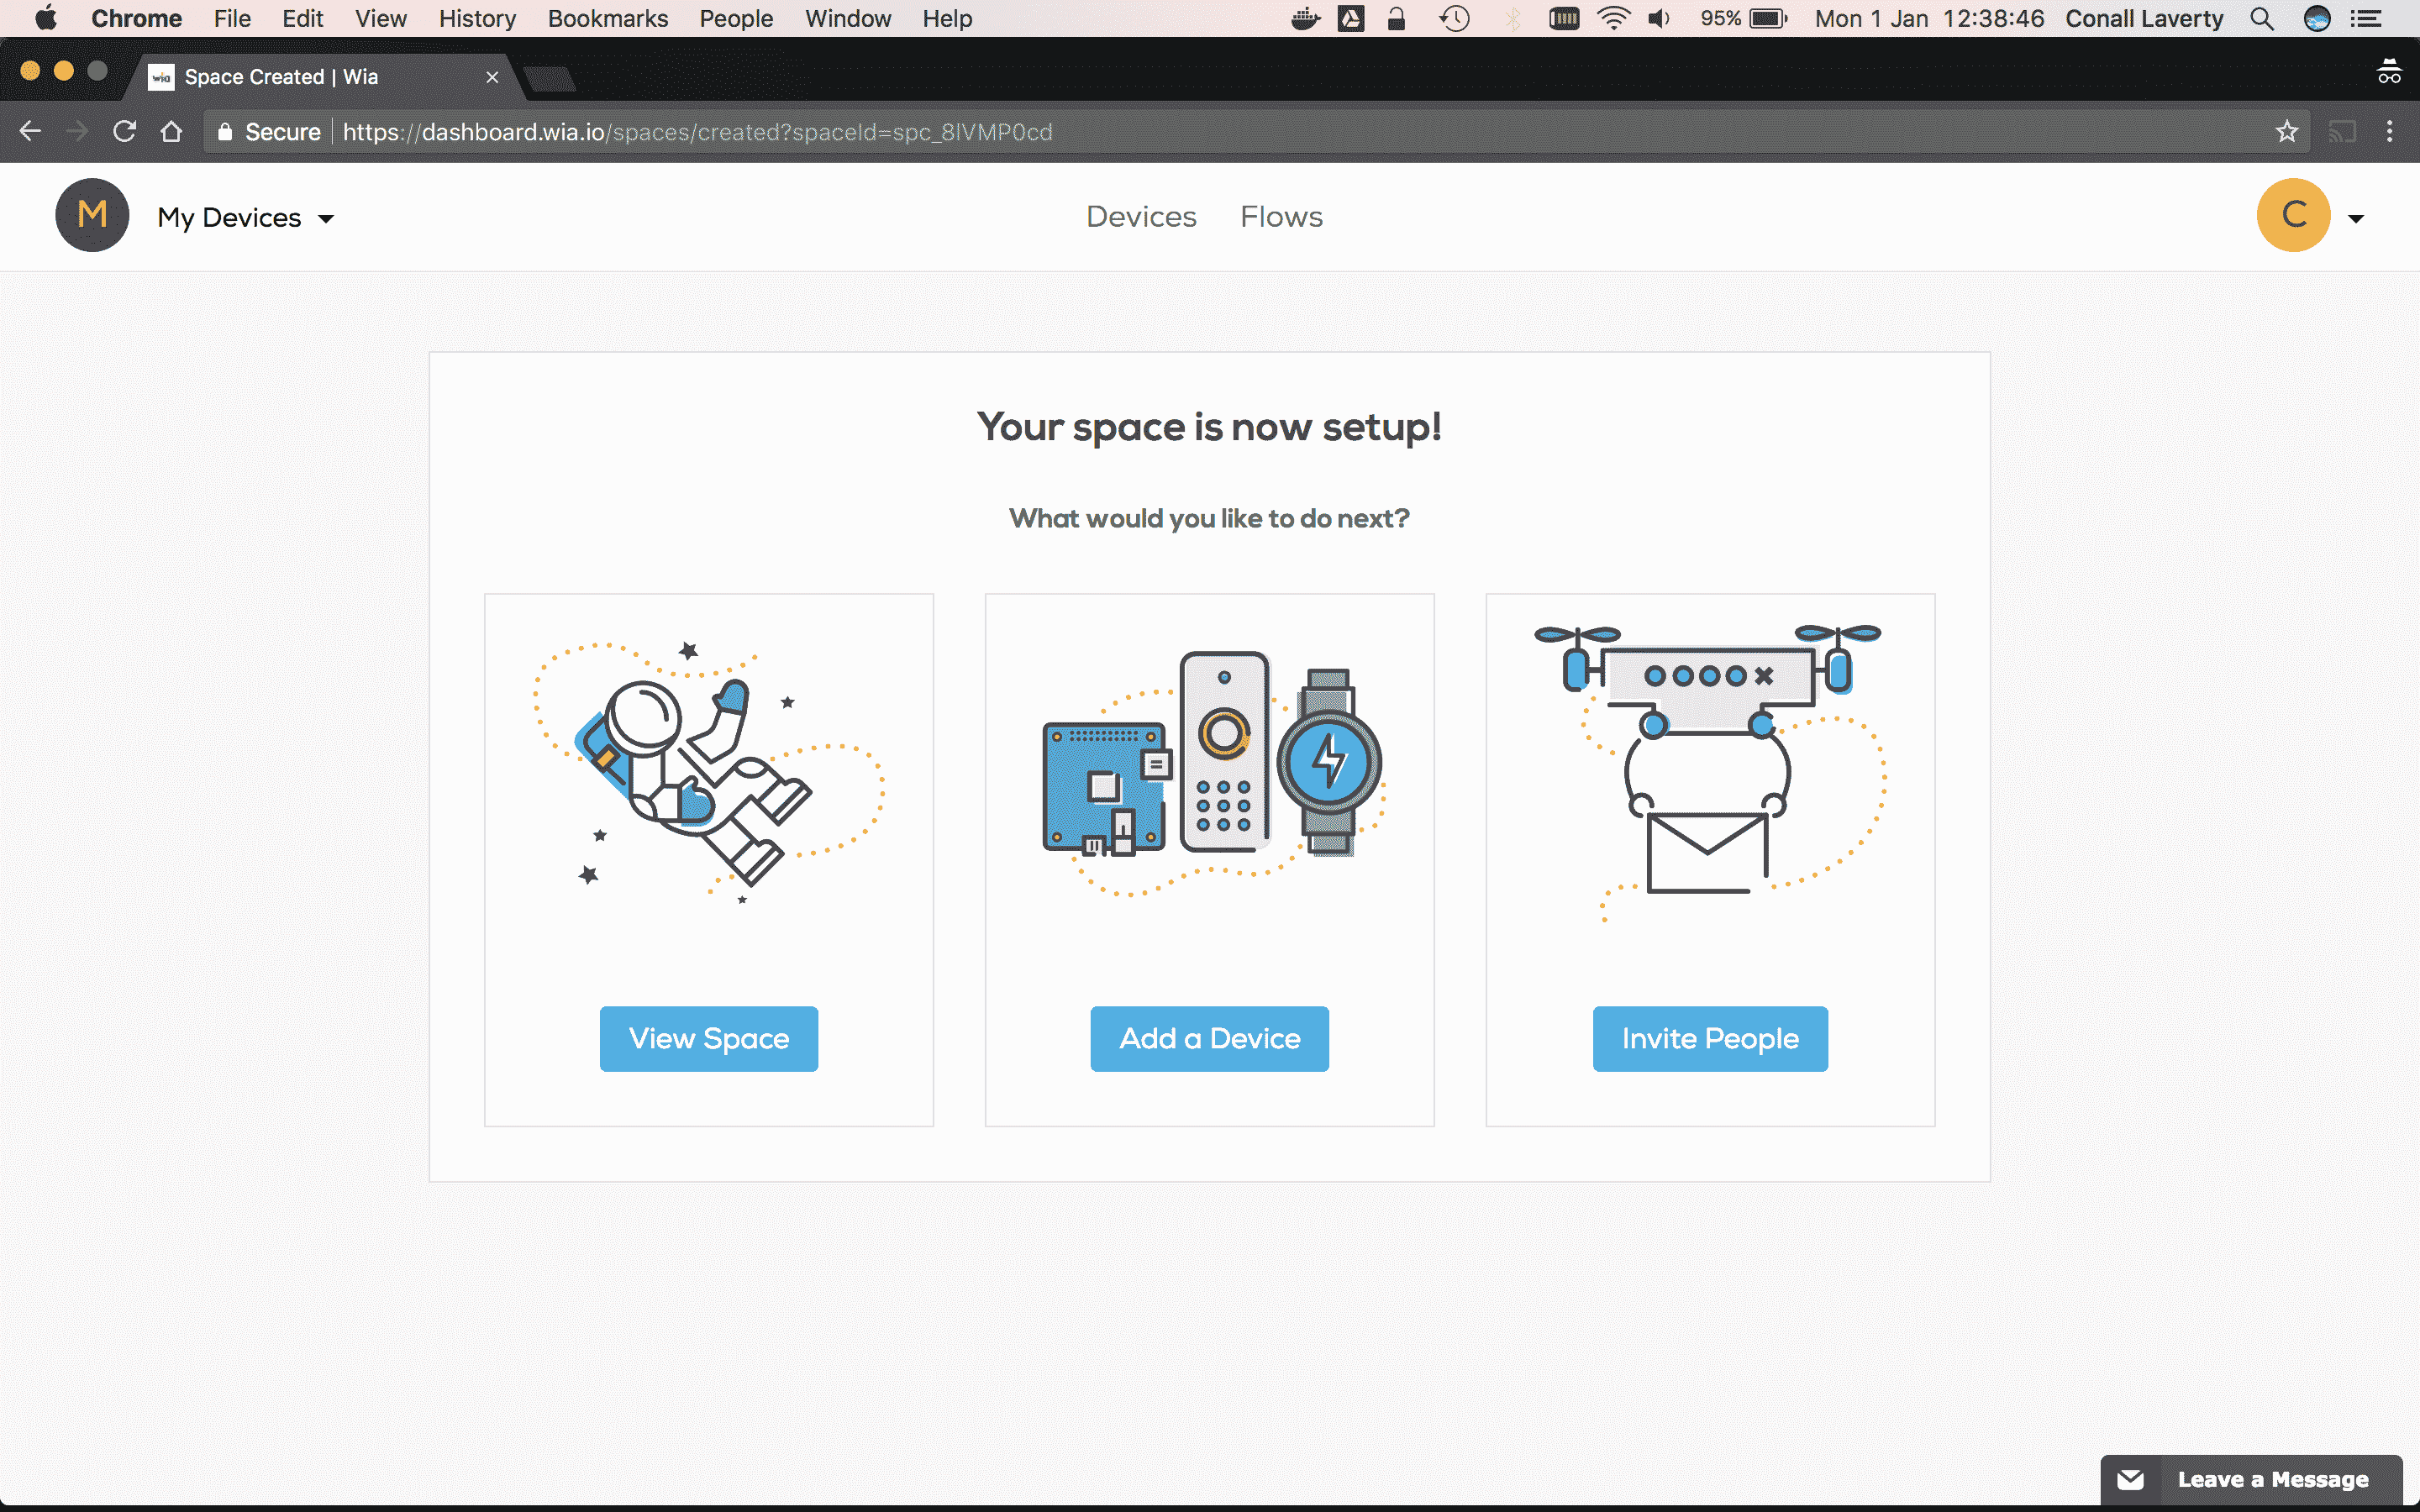 Chrome File Edit View History Bookmarks People Window Help 95% Mon 1 Jan 12:38:46 Conall Laverty
wia Space Created | Wia
Secure https://dashboard.wia.io/spaces/created?spaceId=spc_8lVMP0cd
M My Devices Devices Flows C
Your space is now setup!
What would you like to do next?
View Space Add a Device Invite People
Leave a Message